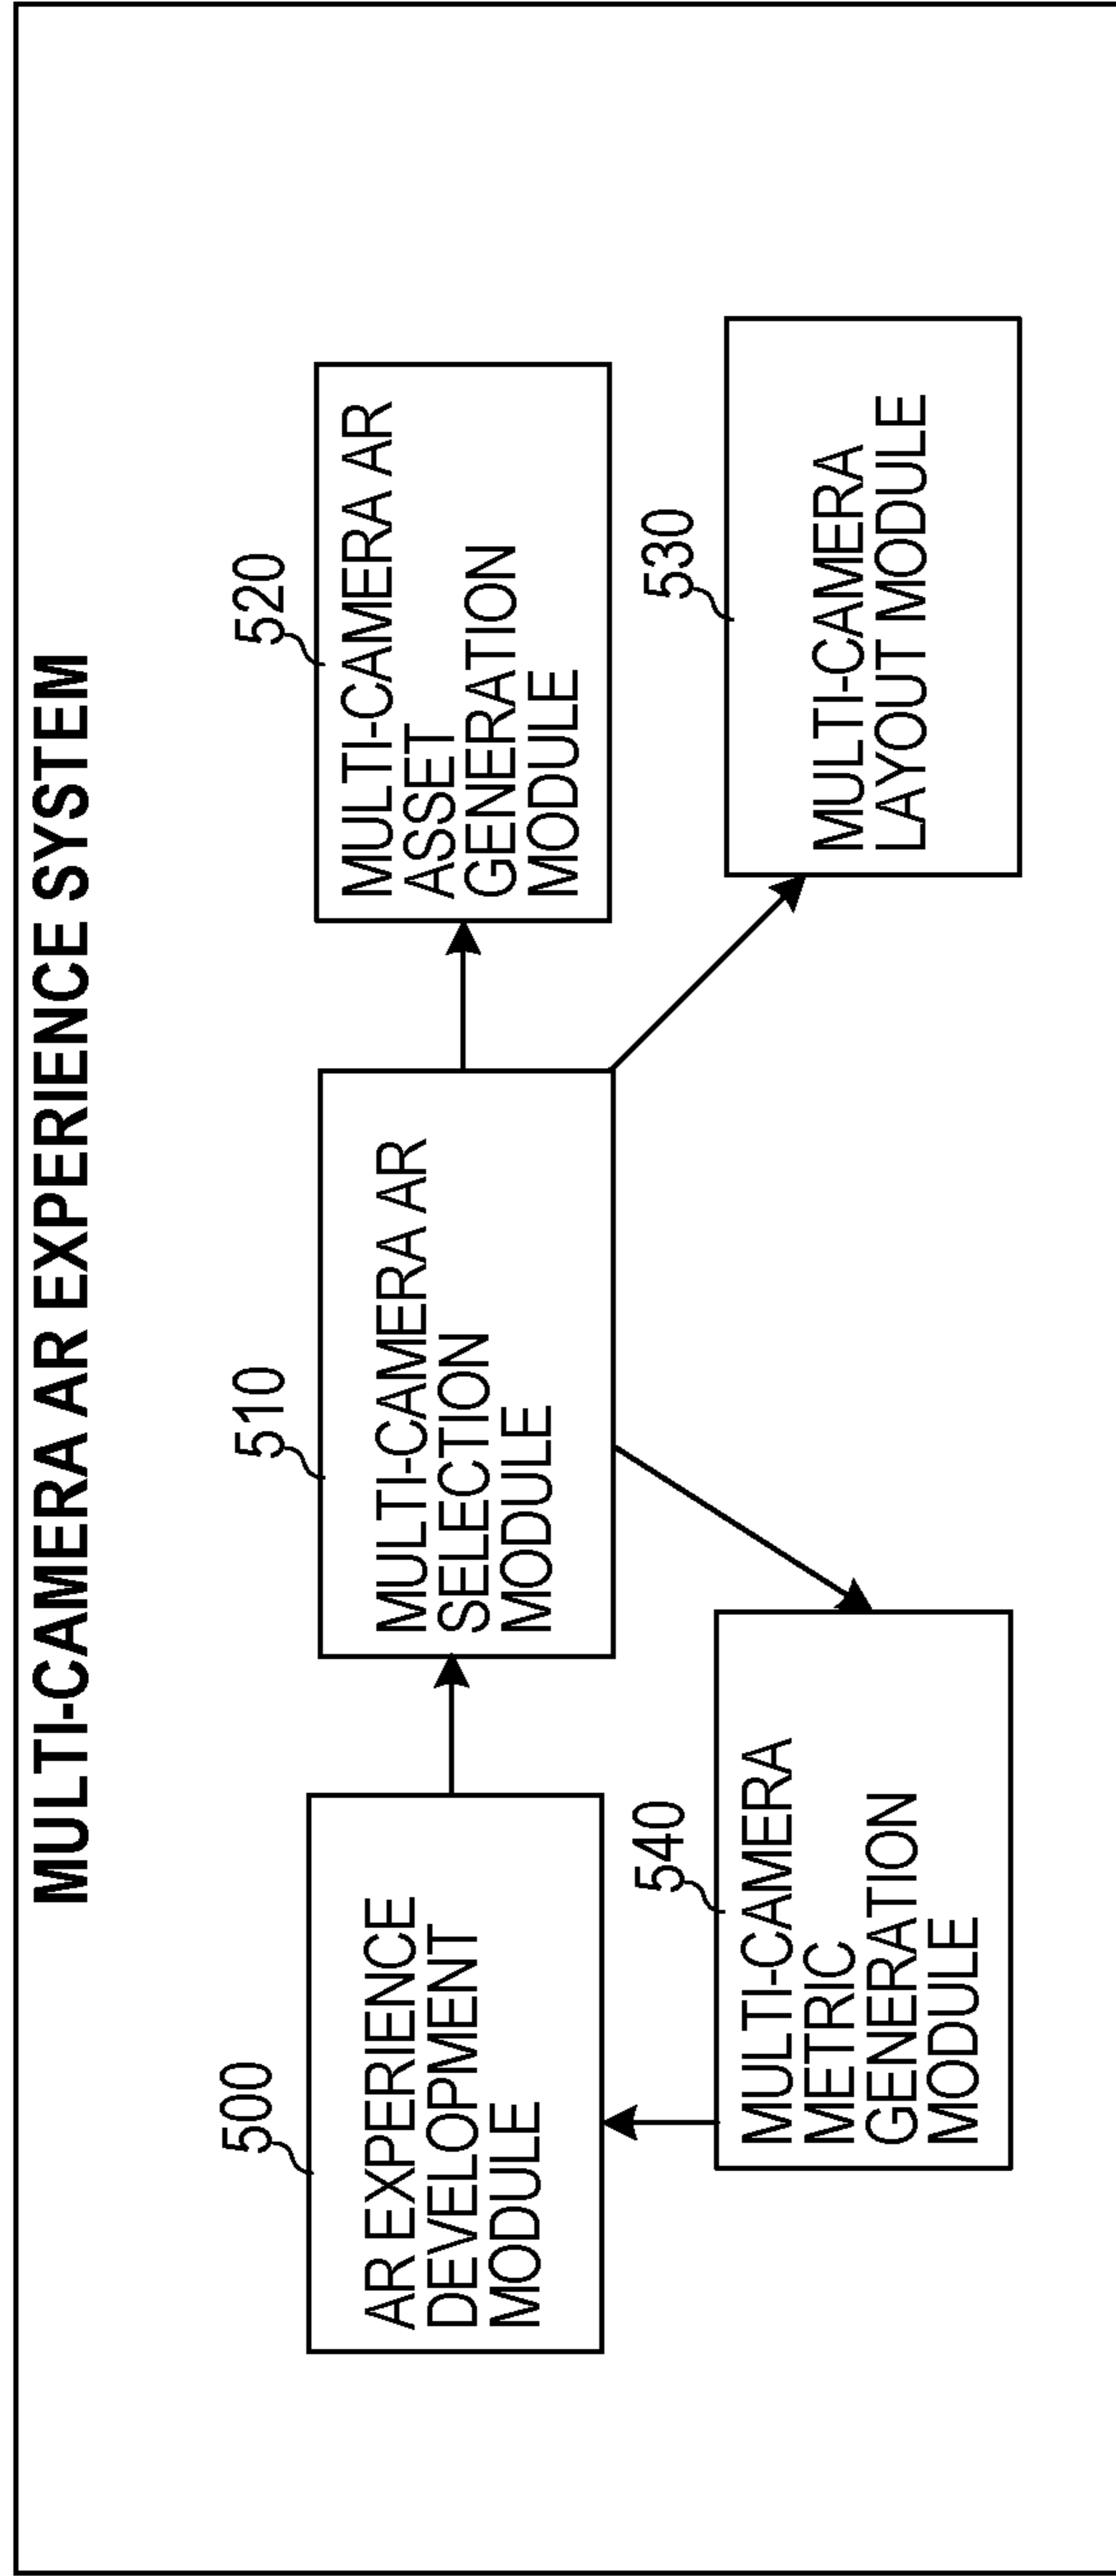 MULTI-CAMERA AR EXPERIENCE SYSTEM
500
AR EXPERIENCE
DEVELOPMENT
MODULE
510
MULTI-CAMERA AR
SELECTION
MODULE
520
MULTI-CAMERA AR
ASSET
GENERATION
MODULE
540
MULTI-CAMERA
METRIC
GENERATION
MODULE
530
MULTI-CAMERA
LAYOUT MODULE